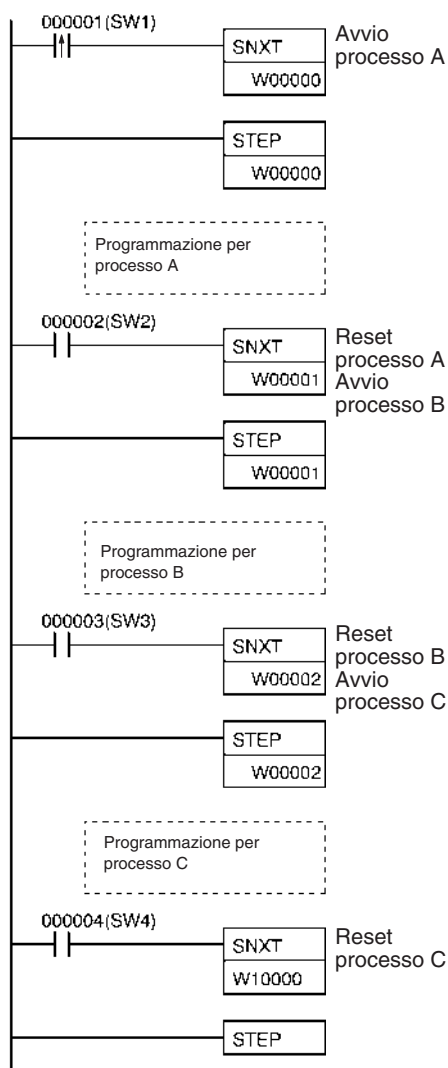 000001(SW1)
SNXT
W00000
Avvio
processo A
STEP
W00000
Programmazione per
processo A
000002(SW2)
SNXT
W00001
Reset
processo A
Avvio
processo B
STEP
W00001
Programmazione per
processo B
000003(SW3)
SNXT
W00002
Reset
processo B
Avvio
processo C
STEP
W00002
Programmazione per
processo C
000004(SW4)
SNXT
W10000
Reset
processo C
STEP